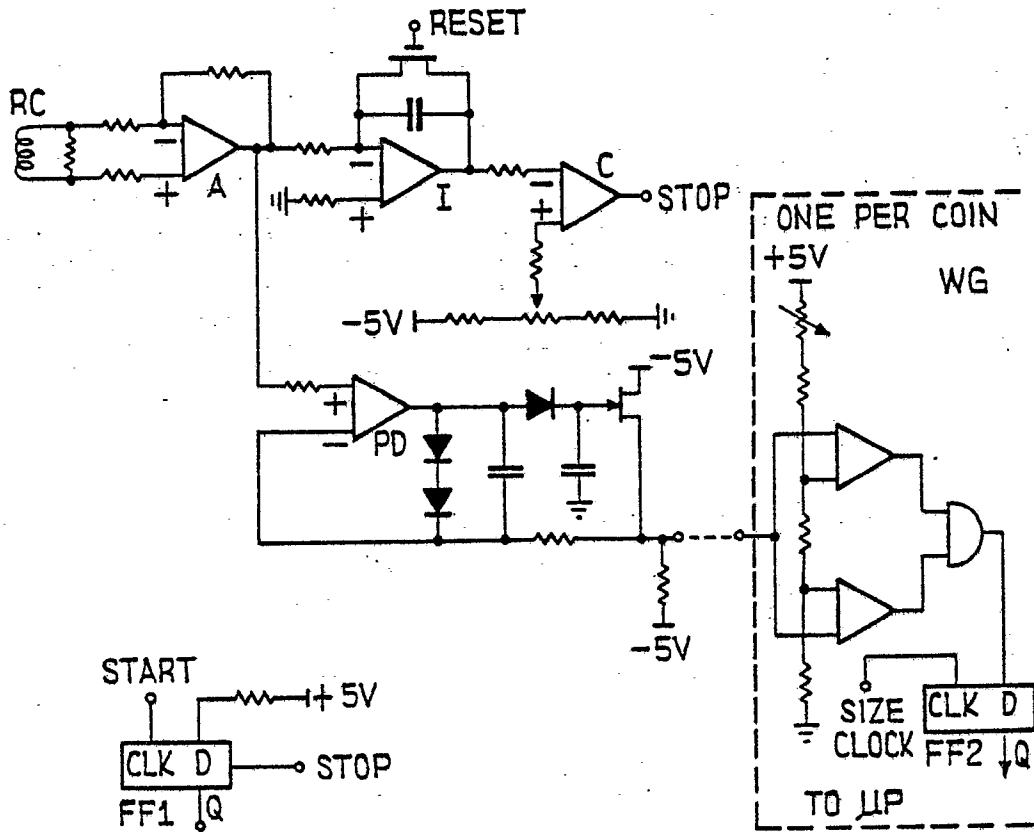 RESET
RC
-
+
A
-
+
I
C
-
+
STOP
-5V
ONE PER COIN
+5V
WG
-5V
+
-
PD
-5V
START
+5V
CLK D
STOP
FF1
Q
SIZE
CLOCK
CLK D
FF2
Q
TO μP